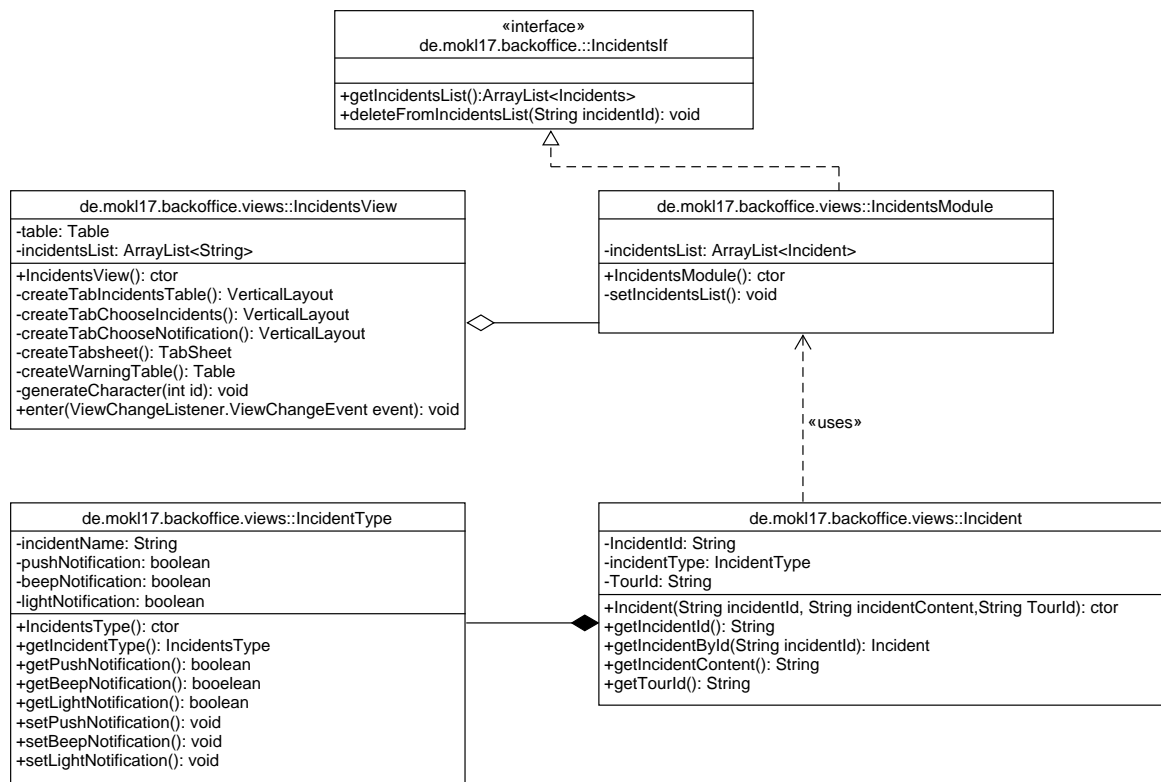 «interface»
de.mokl17.backoffice.::IncidentsIf
+getIncidentsList():ArrayList<Incidents>
+deleteFromIncidentsList(String incidentId): void
de.mokl17.backoffice.views::IncidentsView
-table: Table
-incidentsList: ArrayList<String>
+IncidentsView(): ctor
-createTabIncidentsTable(): VerticalLayout
-createTabChooseIncidents(): VerticalLayout
-createTabChooseNotification(): VerticalLayout
-createTabsheet(): TabSheet
-createWarningTable(): Table
-generateCharacter(int id): void
+enter(ViewChangeListener.ViewChangeEvent event): void
de.mokl17.backoffice.views::IncidentsModule
-incidentsList: ArrayList<Incident>
+IncidentsModule(): ctor
-setIncidentsList(): void
«uses»
de.mokl17.backoffice.views::IncidentType
-incidentName: String
-pushNotification: boolean
-beepNotification: boolean
-lightNotification: boolean
+IncidentsType(): ctor
+getIncidentType(): IncidentsType
+getPushNotification(): boolean
+getBeepNotification(): booelean
+getLightNotification(): boolean
+setPushNotification(): void
+setBeepNotification(): void
+setLightNotification(): void
de.mokl17.backoffice.views::Incident
-IncidentId: String
-incidentType: IncidentType
-TourId: String
+Incident(String incidentId, String incidentContent,String TourId): ctor
+getIncidentId(): String
+getIncidentById(String incidentId): Incident
+getIncidentContent(): String
+getTourId(): String